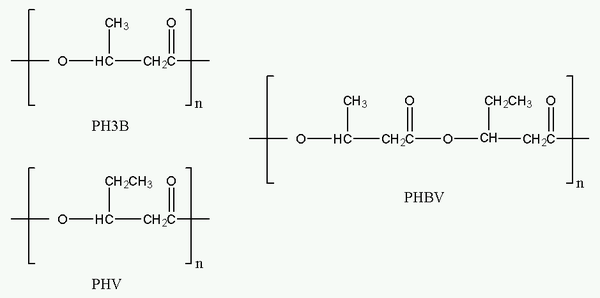 CH3 O
O HC CH2C
n
PH3B
CH2CH3 O
O HC CH2C
n
PHV
CH3 O CH2CH3 O
O HC CH2C O CH CH2C
n
PHBV